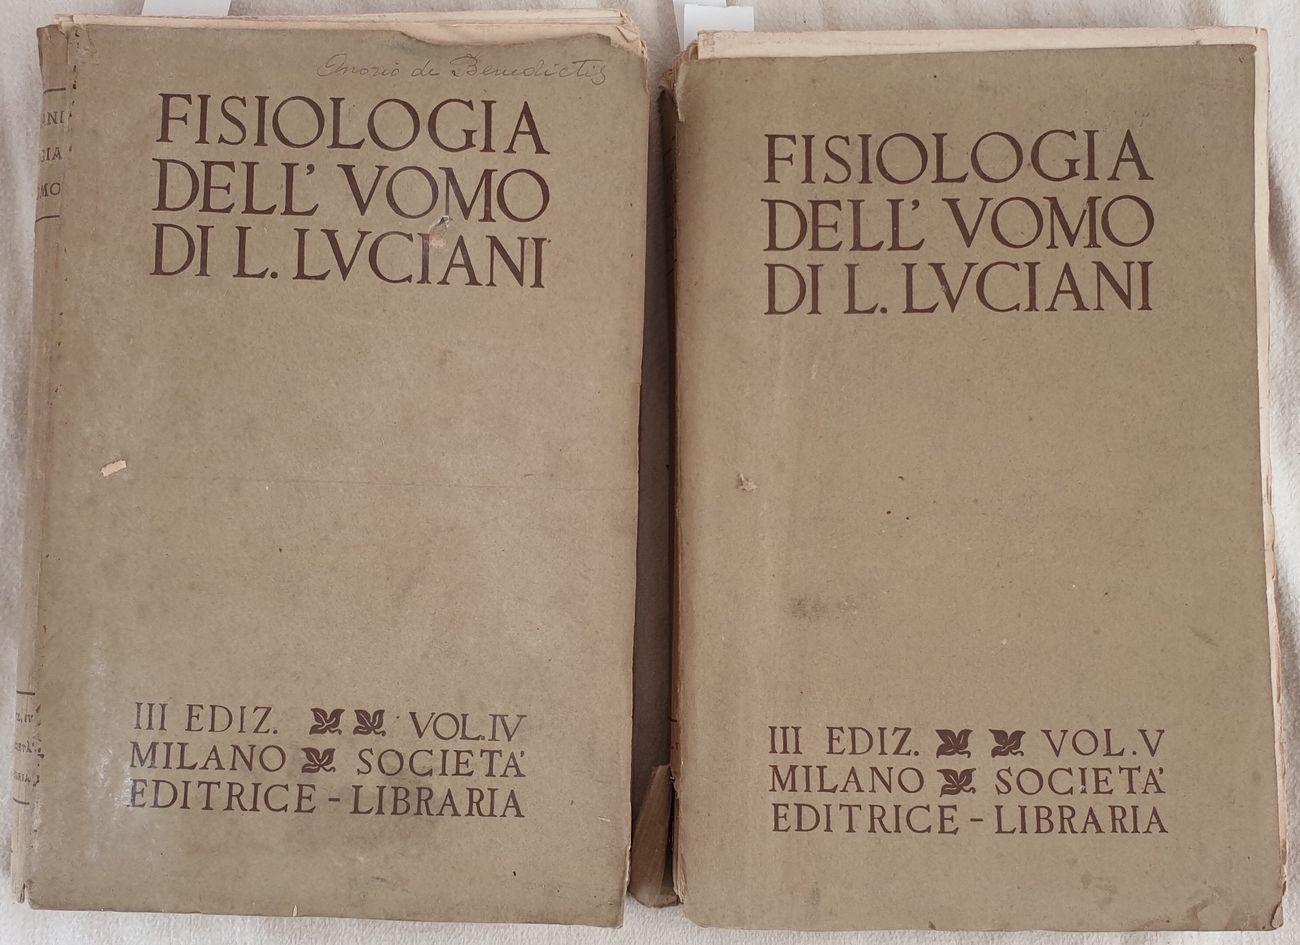 de Benedictis
FISIOLOGIA
DELL' VOMO
DI L. LVCIANI
III EDIZ. VOL. IV
MILANO SOCIETA'
EDITRICE - LIBRARIA
FISIOLOGIA
DELL' VOMO
DI L. LVCIANI
III EDIZ. VOL. V
MILANO SOCIETA'
EDITRICE - LIBRARIA